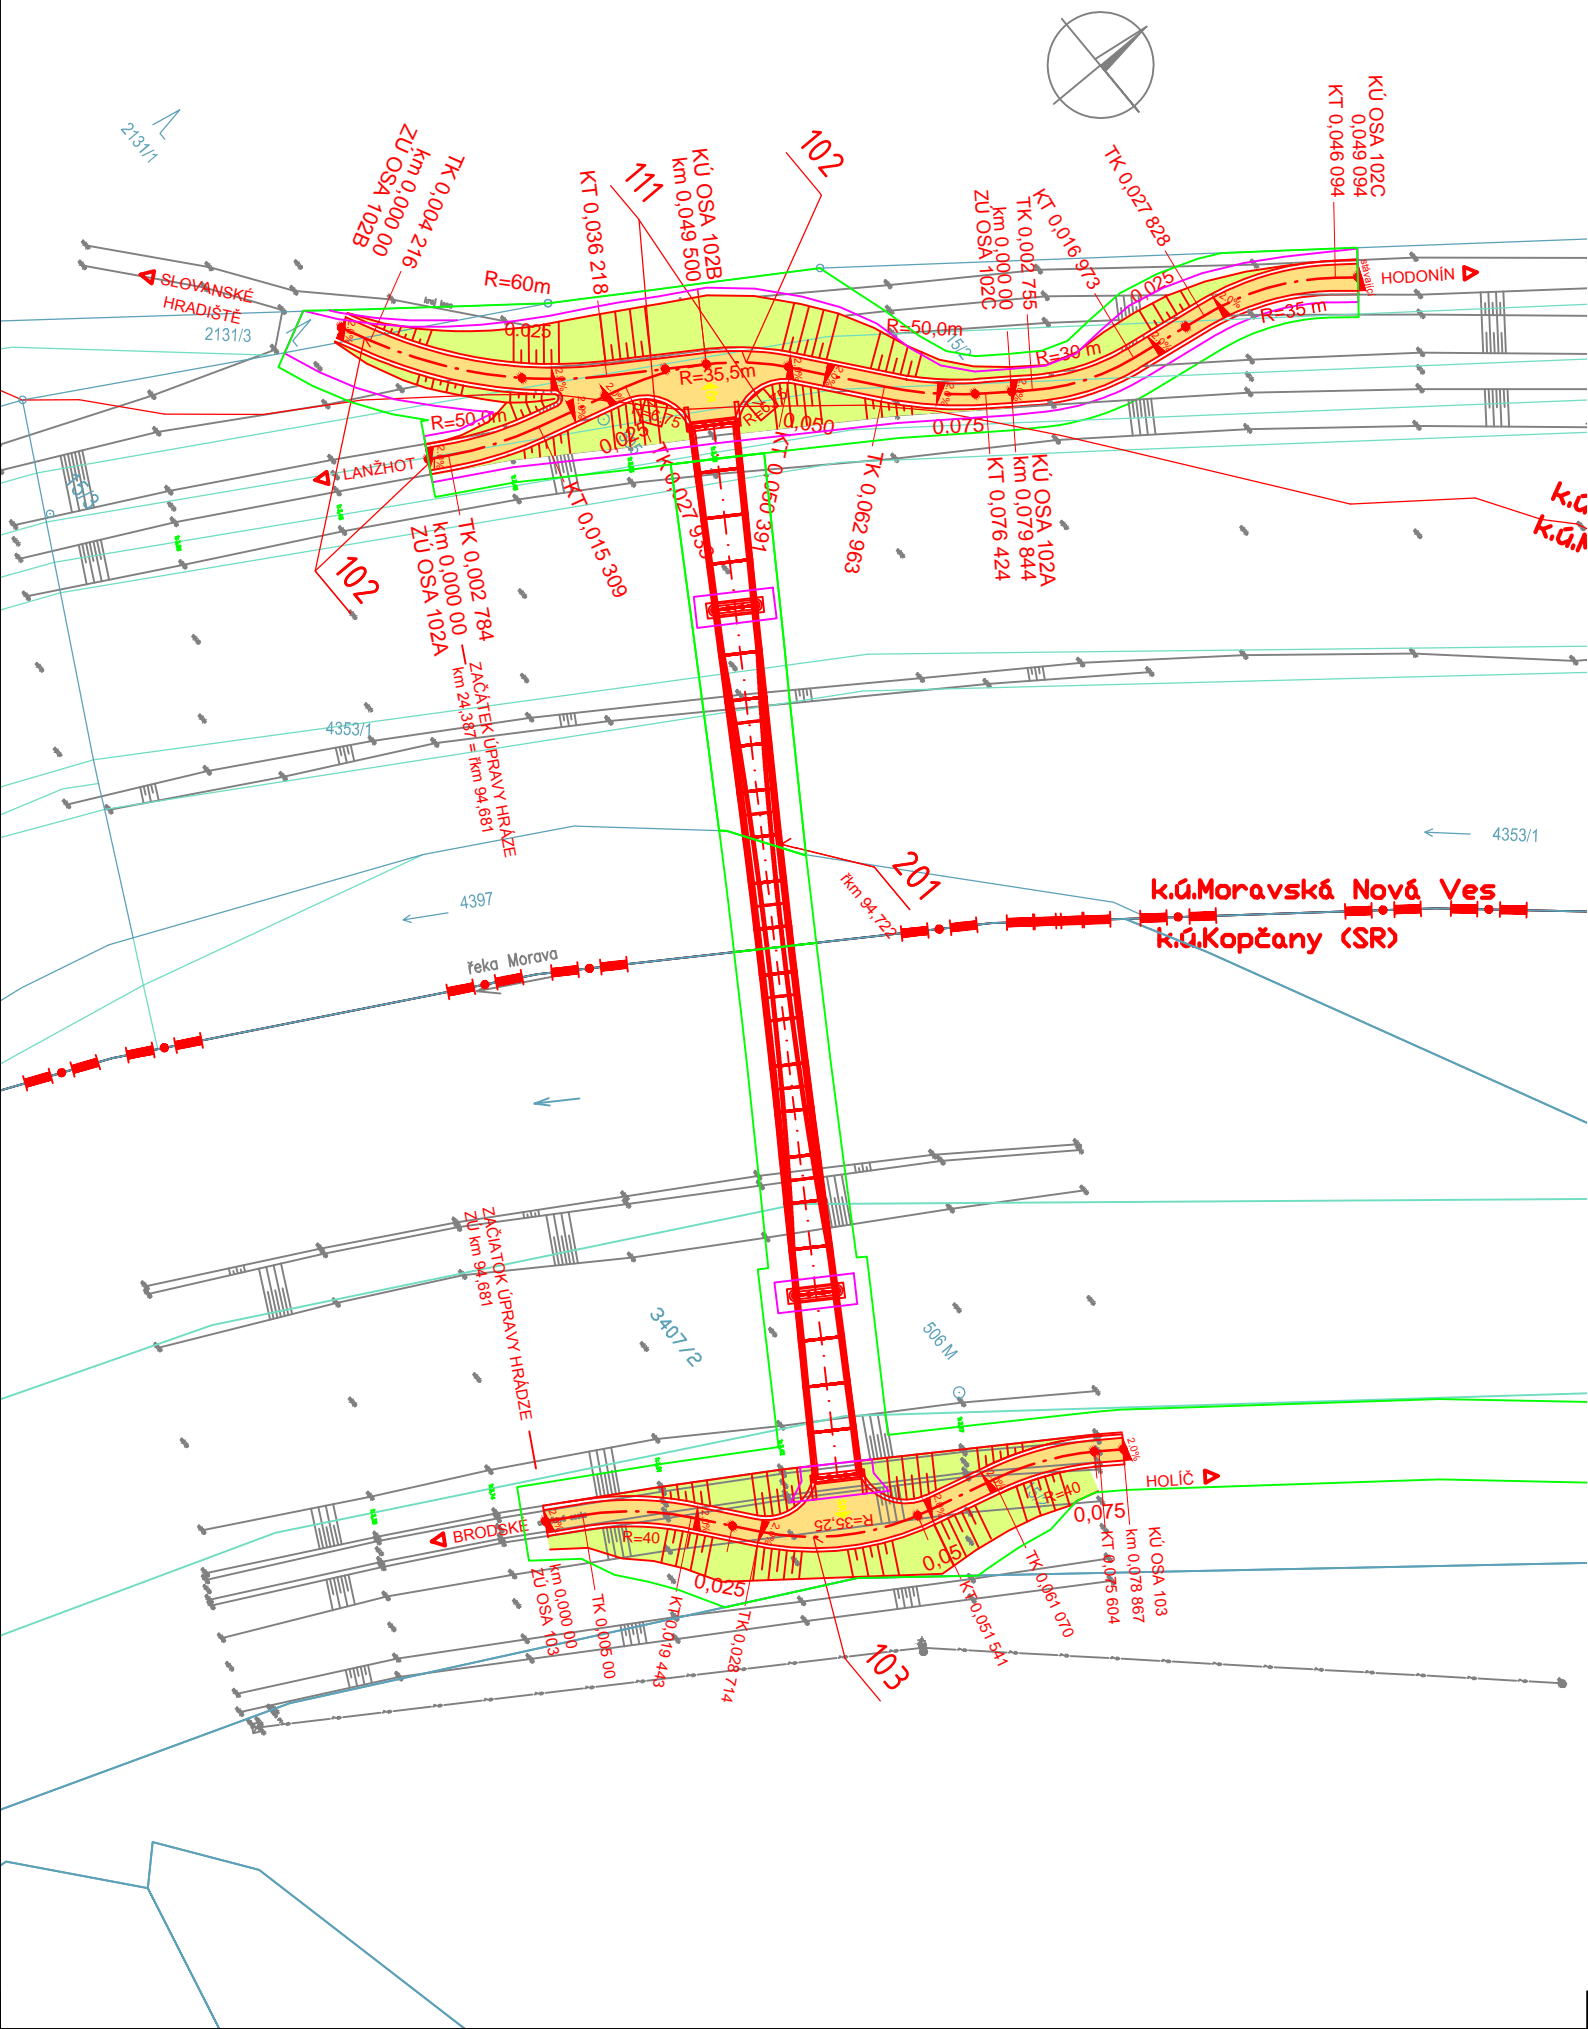 2131/1
TK 0,004 216
km 0,000 00
ZÚ OSA 102B
SLOVANSKÉ
HRADIŠTĚ
2131/3
R=60m
0.025
KT 0,036 218
111
KÚ OSA 102B
km 0,049 500
102
KT 0,016 973
TK 0,002 755
km 0,000 00
ZÚ OSA 102C
TK 0,027 828
KÚ OSA 102C
0,049 094
KT 0,046 094
HODONÍN
stávající
0.025
R=35 m
R=50,0m
15/2
R=30 m
R=35,5m
R=50,0m
R=6,75
0,025
0,050
0,075
LANŽHOT
102
TK 0,002 784
km 0,000 00
ZÚ OSA 102A
KT 0,015 309
KT 0,050 391
TK 0,062 963
KÚ OSA 102A
km 0,079 844
KT 0,076 424
ZAČÁTEK ÚPRAVY HRÁZE
km 24,387 = řkm 94,681
4353/1
4353/1
201
řkm 94,722
4397
k.ú.Moravská Nová Ves
k.ú.Kopčany (SR)
řeka Morava
ZAČIATOK ÚPRAVY HRÁDZE
ZÚ km 94,681
3407/2
506 M
HOLÍČ
BRODSKÉ
R=40
R=35,25
R=40
0,075
0,05
0,025
km 0,000 00
ZÚ OSA 103
TK 0,005 00
KT 0,019 443
TK 0,028 714
KT 0,051 541
TK 0,061 070
KÚ OSA 103
km 0,078 867
KT 0,075 604
103